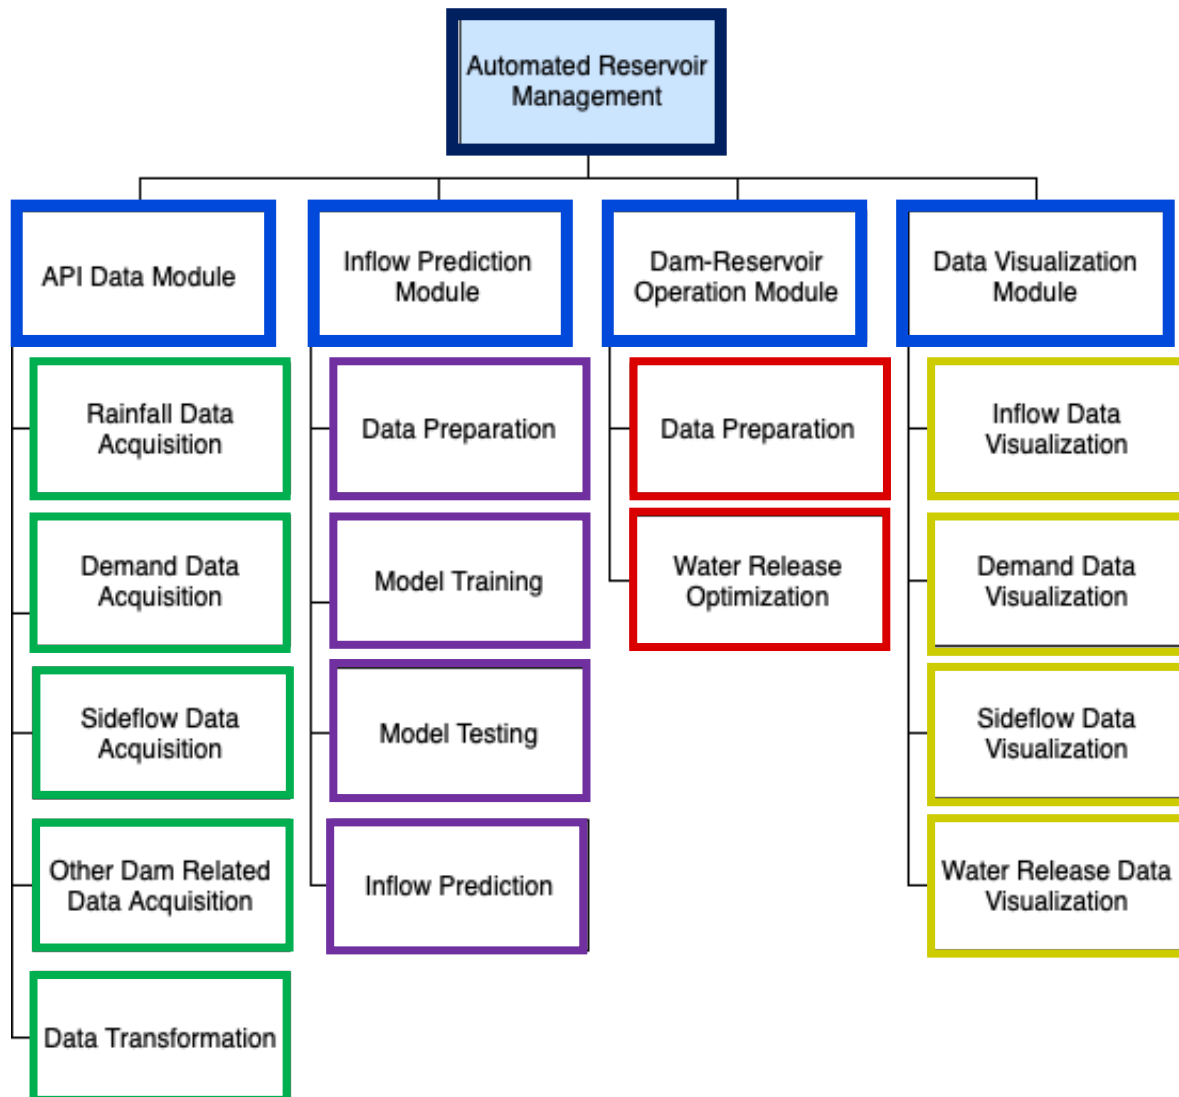 Automated Reservoir
Management
API Data Module
Inflow Prediction
Module
Dam-Reservoir
Operation Module
Data Visualization
Module
Rainfall Data
Acquisition
Demand Data
Acquisition
Sideflow Data
Acquisition
Other Dam Related
Data Acquisition
Data Transformation
Data Preparation
Model Training
Model Testing
Inflow Prediction
Data Preparation
Water Release
Optimization
Inflow Data
Visualization
Demand Data
Visualization
Sideflow Data
Visualization
Water Release Data
Visualization